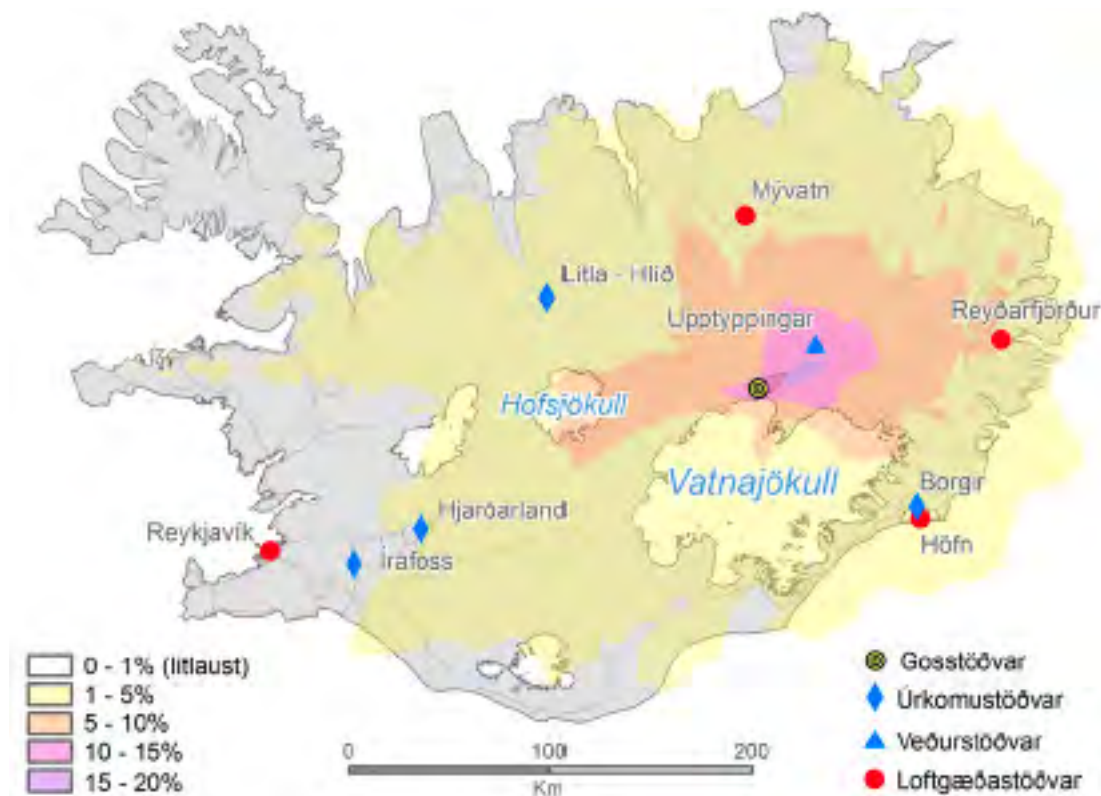 Mývatn
Litla - Hlíð
Reyðarfjörður
Upptyppingar
Hofsjökull
Vatnajökull
Borgir
Hjarðarland
Reykjavík
Írafoss
Höfn
0 - 1% (litlaust)
1 - 5%
5 - 10%
10 - 15%
15 - 20%
0 100 200
Km
Gosstöðvar
Úrkomustöðvar
Veðurstöðvar
Loftgæðastöðvar